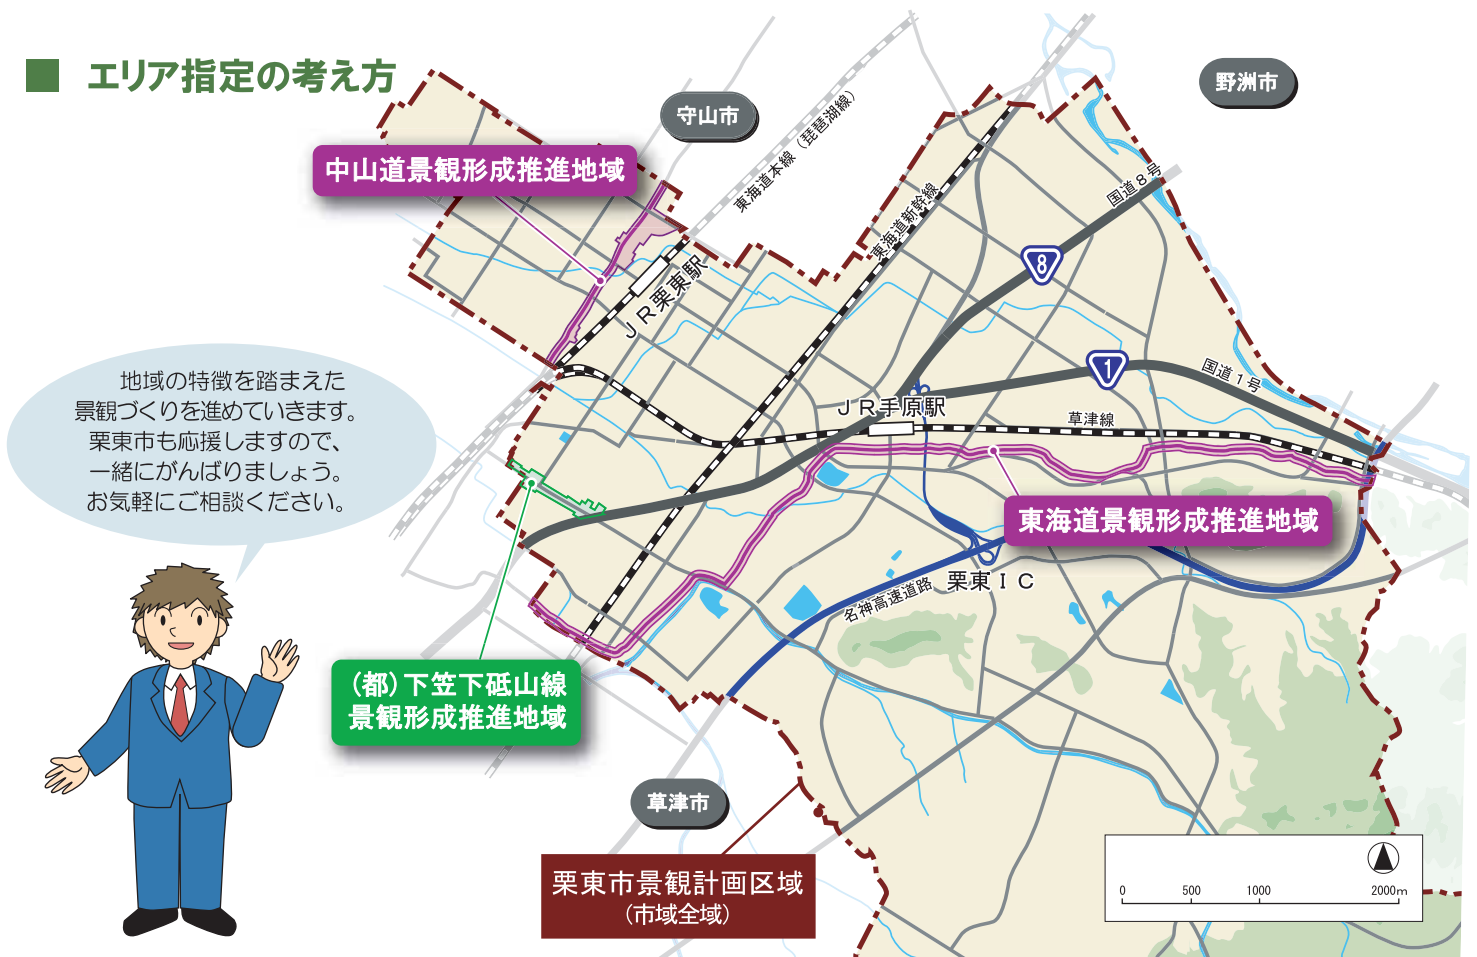 ■ エリア指定の考え方
守山市
野洲市
中山道景観形成推進地域
東海道本線（琵琶湖線）
東海道新幹線
国道8号
8
JR栗東駅
1
国道1号
JR手原駅
草津線
地域の特徴を踏まえた
景観づくりを進めていきます。
栗東市も応援しますので、
一緒にがんばりましょう。
お気軽にご相談ください。
東海道景観形成推進地域
栗東IC
名神高速道路
（都）下笠下砥山線
景観形成推進地域
草津市
栗東市景観計画区域
（市域全域）
0 500 1000 2000m